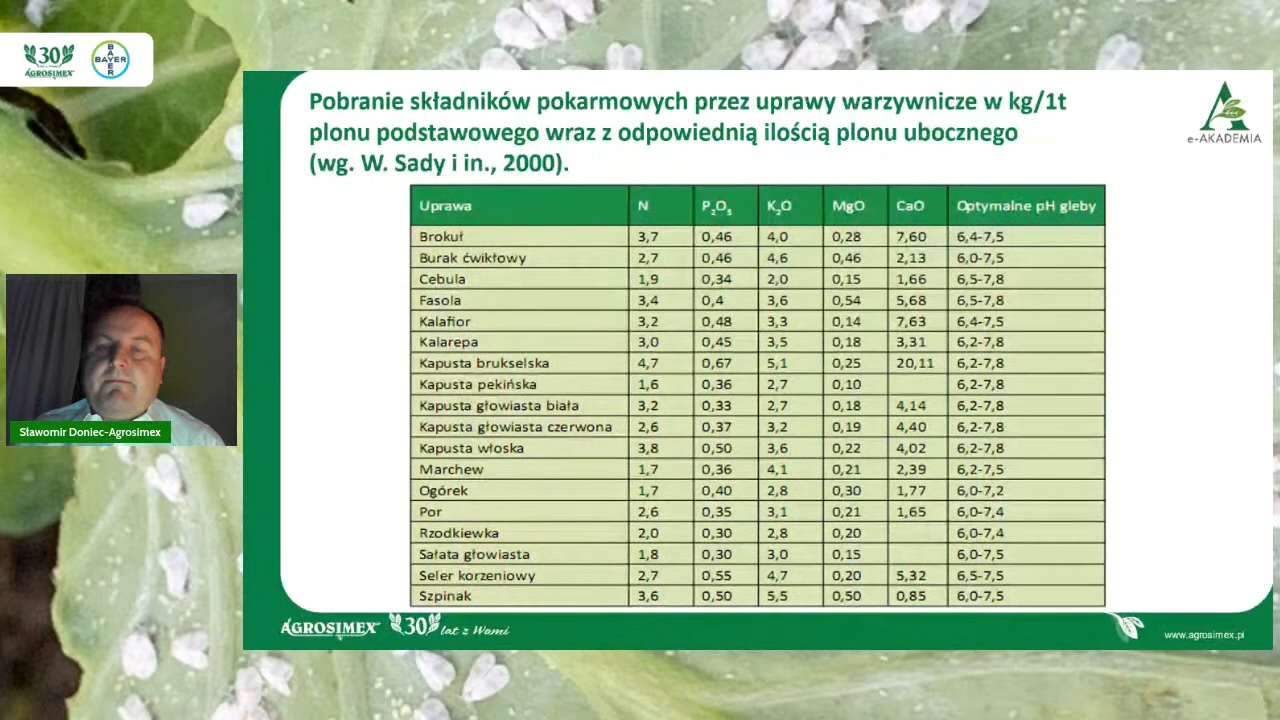 30
AGROSIMEX
BAYER
BAYER
Pobranie składników pokarmowych przez uprawy warzywnicze w kg/1t
plonu podstawowego wraz z odpowiednią ilością plonu ubocznego
(wg. W. Sady i in., 2000).
e-AKADEMIA
Uprawa N P₂O₅ K₂O MgO CaO Optymalne pH gleby
Brokuł 3,7 0,46 4,0 0,28 7,60 6,4-7,5
Burak ćwikłowy 2,7 0,46 4,6 0,46 2,13 6,0-7,5
Cebula 1,9 0,34 2,0 0,15 1,66 6,5-7,8
Fasola 3,4 0,4 3,6 0,54 5,68 6,5-7,8
Kalafior 3,2 0,48 3,3 0,14 7,63 6,4-7,5
Kalarepa 3,0 0,45 3,5 0,18 3,31 6,2-7,8
Kapusta brukselska 4,7 0,67 5,1 0,25 20,11 6,2-7,8
Kapusta pekińska 1,6 0,36 2,7 0,10 6,2-7,8
Kapusta głowiasta biała 3,2 0,33 2,7 0,18 4,14 6,2-7,8
Kapusta głowiasta czerwona 2,6 0,37 3,2 0,19 4,40 6,2-7,8
Kapusta włoska 3,8 0,50 3,6 0,22 4,02 6,2-7,8
Marchew 1,7 0,36 4,1 0,21 2,39 6,2-7,5
Ogórek 1,7 0,40 2,8 0,30 1,77 6,0-7,2
Por 2,6 0,35 3,1 0,21 1,65 6,0-7,4
Rzodkiewka 2,0 0,30 2,8 0,20 6,0-7,4
Sałata głowiasta 1,8 0,30 3,0 0,15 6,0-7,5
Seler korzeniowy 2,7 0,55 4,7 0,20 5,32 6,5-7,5
Szpinak 3,6 0,50 5,5 0,50 0,85 6,0-7,5
Sławomir Doniec-Agrosimex
AGROSIMEX 30 lat z Wami
www.agrosimex.pl